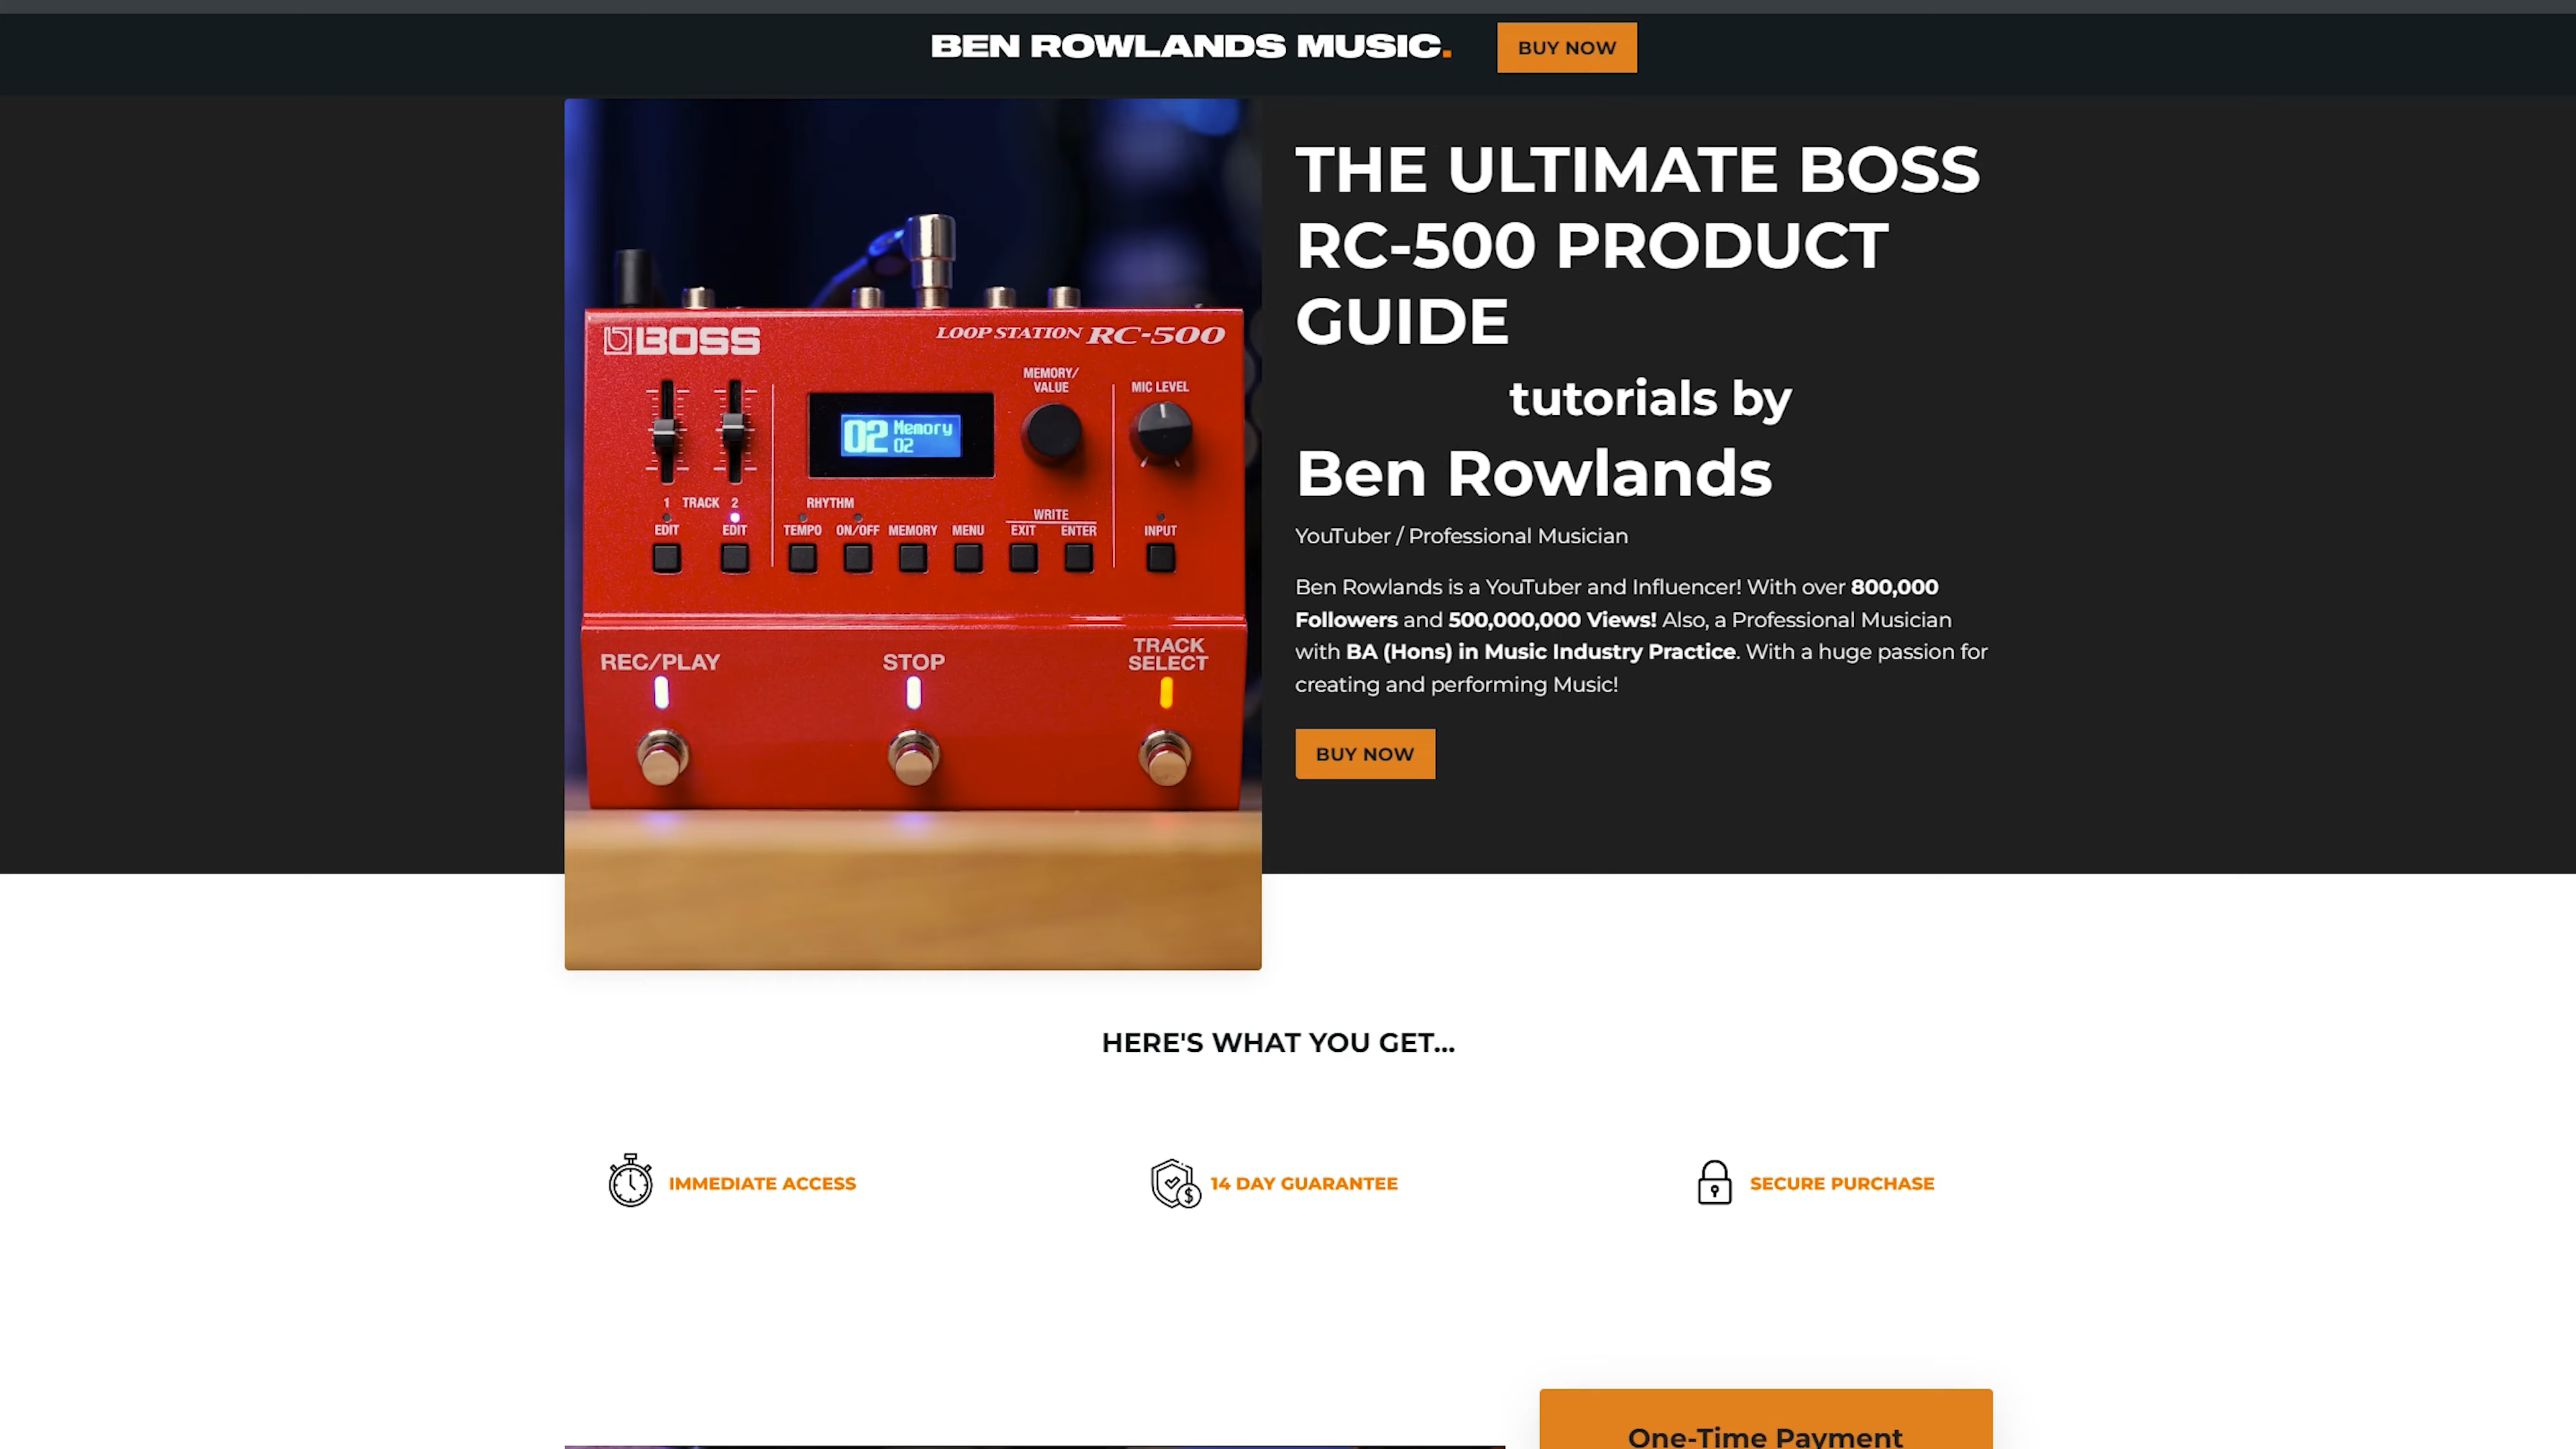 BEN ROWLANDS MUSIC.
BUY NOW
THE ULTIMATE BOSS
RC-500 PRODUCT
GUIDE
tutorials by
Ben Rowlands
YouTuber / Professional Musician
Ben Rowlands is a YouTuber and Influencer! With over 800,000
Followers and 500,000,000 Views! Also, a Professional Musician
with BA (Hons) in Music Industry Practice. With a huge passion for
creating and performing Music!
BUY NOW
BOSS
LOOP STATION RC-500
MEMORY/
VALUE
MIC LEVEL
02 Memory
02
1 TRACK 2
RHYTHM
WRITE
EDIT EDIT TEMPO ON/OFF MEMORY MENU EXIT ENTER INPUT
REC/PLAY
STOP
TRACK
SELECT
HERE'S WHAT YOU GET...
IMMEDIATE ACCESS
14 DAY GUARANTEE
SECURE PURCHASE
One-Time Payment